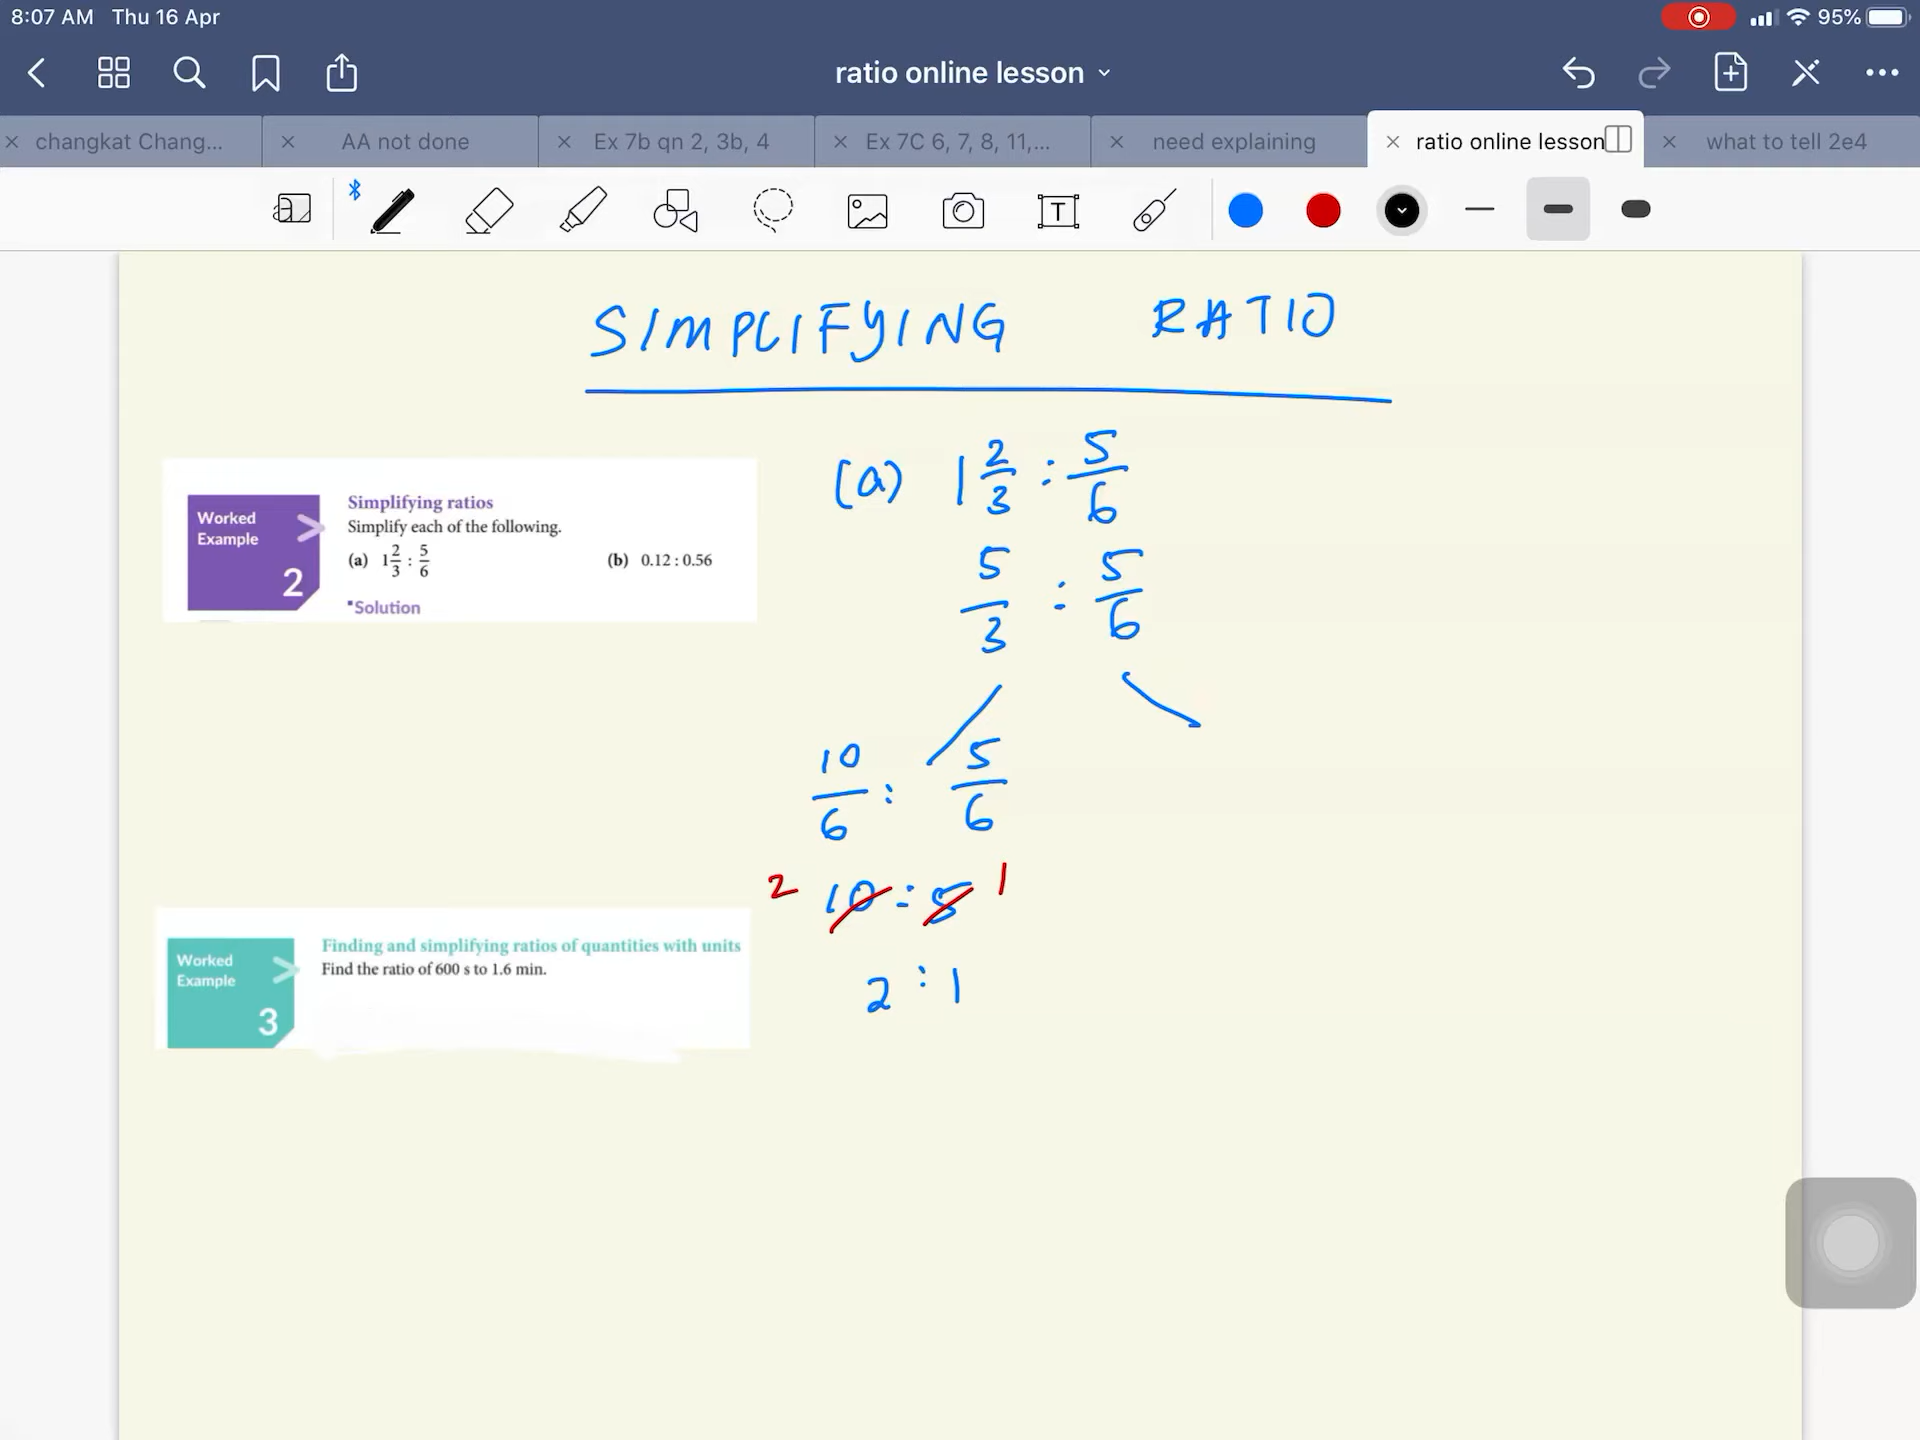 8:07 AM Thu 16 Apr
95%
ratio online lesson
changkat Chang...
AA not done
Ex 7b qn 2, 3b, 4
Ex 7C 6, 7, 8, 11,...
need explaining
ratio online lesson
what to tell 2e4
SIMPLIFYING RATIO
Worked
Example
2
Simplifying ratios
Simplify each of the following.
(a) 1 2/3 : 5/6
(b) 0.12 : 0.56
Solution
(a) 1 2/3 : 5/6
5/3 : 5/6
10/6 : 5/6
2 10 : 5 1
2 : 1
Worked
Example
3
Finding and simplifying ratios of quantities with units
Find the ratio of 600 s to 1.6 min.